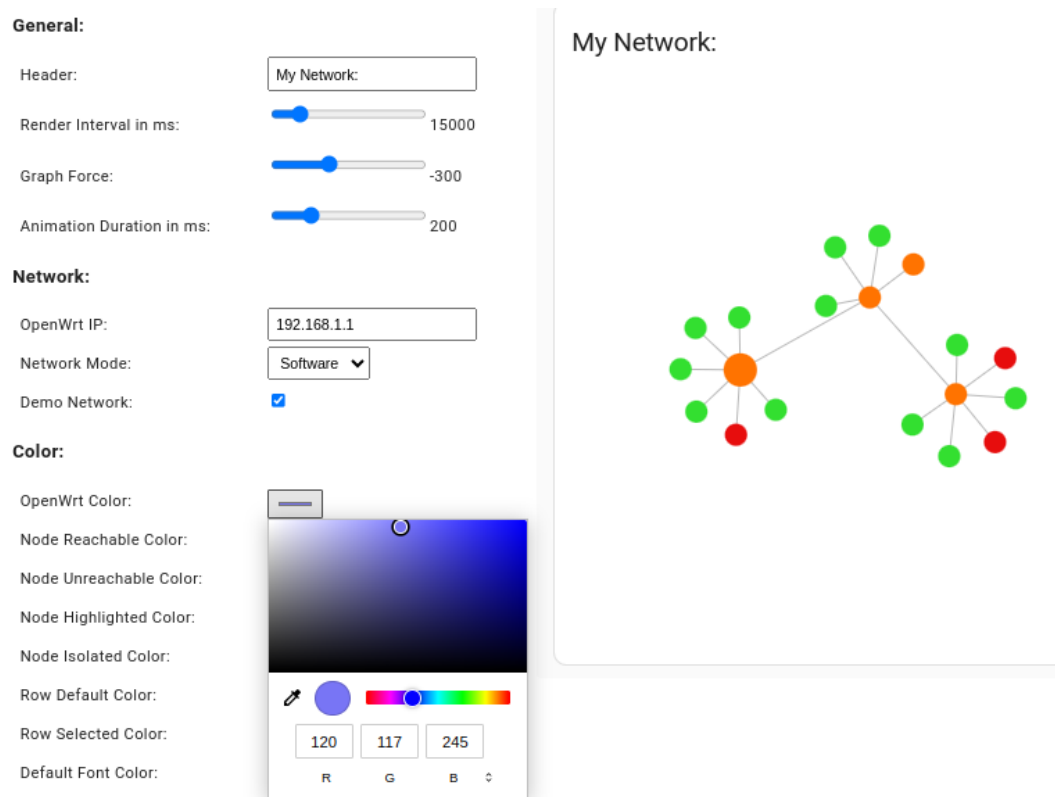 General:
Header:
My Network:
Render Interval in ms:
15000
Graph Force:
-300
Animation Duration in ms:
200
Network:
OpenWrt IP:
192.168.1.1
Network Mode:
Software
Demo Network:
Color:
OpenWrt Color:
Node Reachable Color:
Node Unreachable Color:
Node Highlighted Color:
Node Isolated Color:
Row Default Color:
Row Selected Color:
Default Font Color:
120 117 245
R G B
My Network: